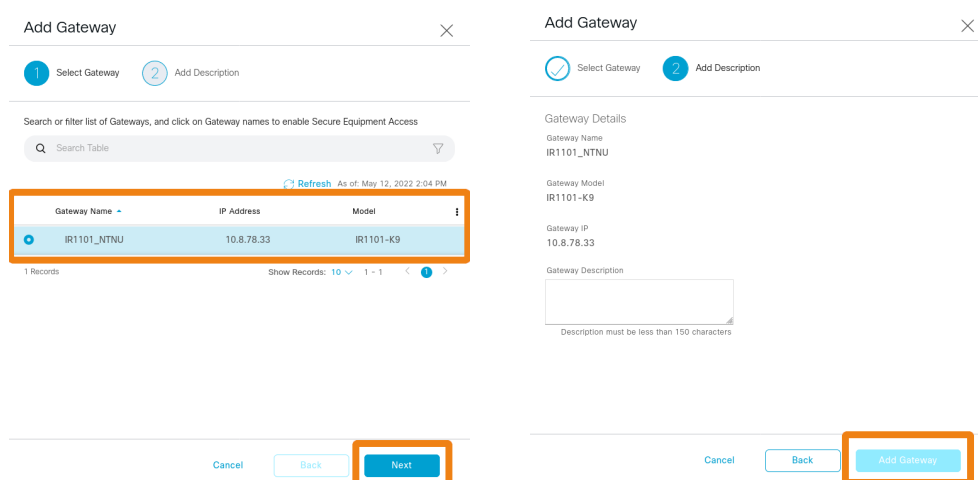 Add Gateway
1 Select Gateway 2 Add Description
Search or filter list of Gateways, and click on Gateway names to enable Secure Equipment Access
Search Table
Refresh As of: May 12, 2022 2:04 PM
Gateway Name IP Address Model
IR1101_NTNU 10.8.78.33 IR1101-K9
1 Records Show Records: 10 1 - 1 1
Cancel Back Next
Add Gateway
Select Gateway 2 Add Description
Gateway Details
Gateway Name
IR1101_NTNU
Gateway Model
IR1101-K9
Gateway IP
10.8.78.33
Gateway Description
Description must be less than 150 characters
Cancel Back Add Gateway